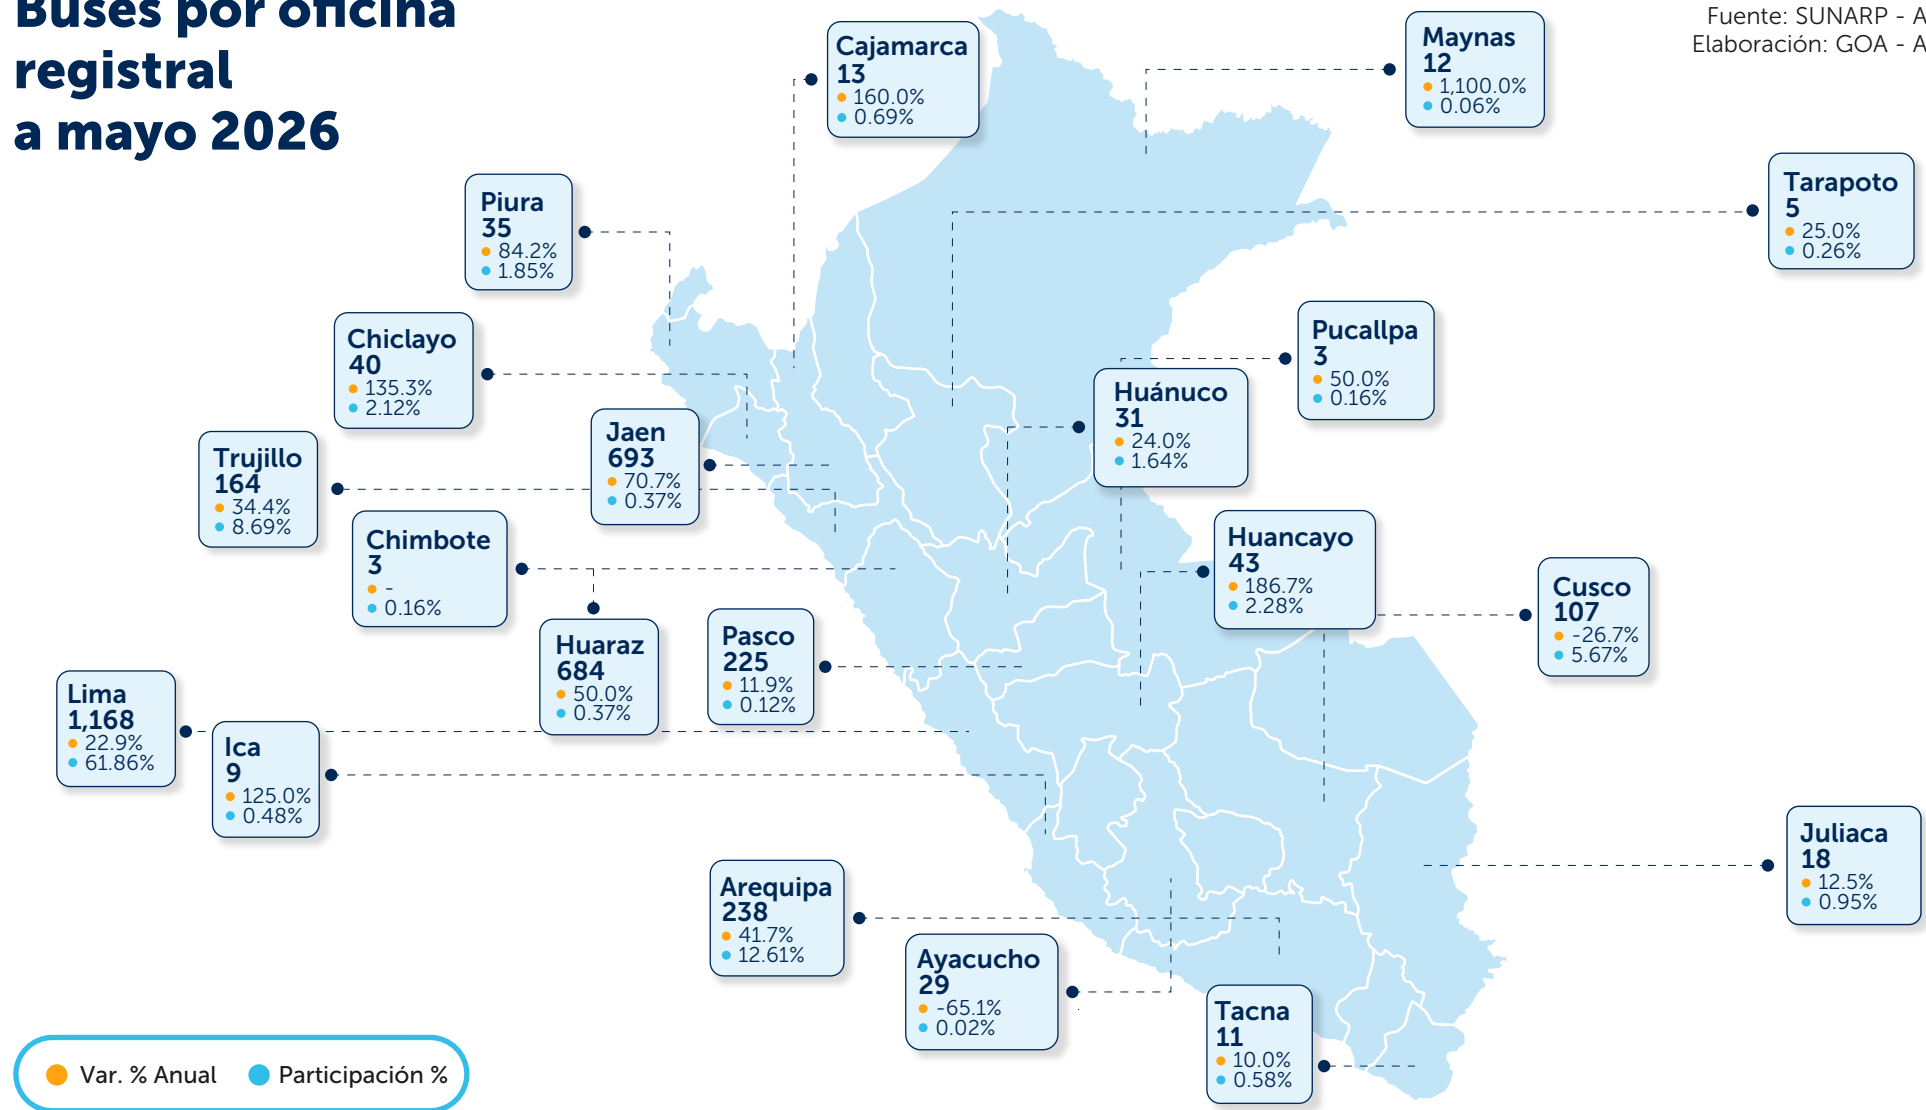 Buses por oficina
registral
a mayo 2026
Fuente: SUNARP - A
Elaboración: GOA - A
Cajamarca
13
160.0%
0.69%
Maynas
12
1,100.0%
0.06%
Tarapoto
5
25.0%
0.26%
Piura
35
84.2%
1.85%
Chiclayo
40
135.3%
2.12%
Pucallpa
3
50.0%
0.16%
Huánuco
31
24.0%
1.64%
Jaen
693
70.7%
0.37%
Trujillo
164
34.4%
8.69%
Chimbote
3
-
0.16%
Huancayo
43
186.7%
2.28%
Cusco
107
-26.7%
5.67%
Huaraz
684
50.0%
0.37%
Pasco
225
11.9%
0.12%
Lima
1,168
22.9%
61.86%
Ica
9
125.0%
0.48%
Juliaca
18
12.5%
0.95%
Arequipa
238
41.7%
12.61%
Ayacucho
29
-65.1%
0.02%
Tacna
11
10.0%
0.58%
Var. % Anual
Participación %